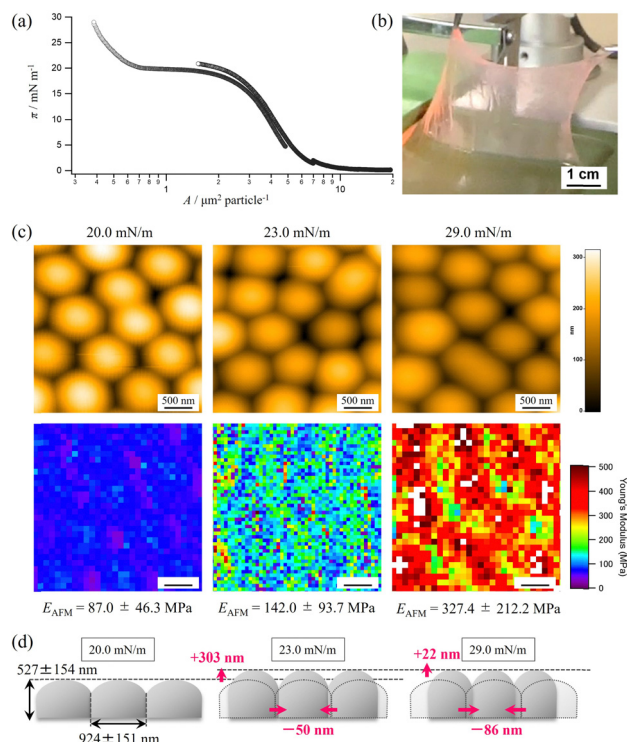 (a)
30
25
20
15
10
5
0
π / mN m-1
3 4 5 6 7 8 9 1 2 3 4 5 6 7 8 9 10 2
A / μm2 particle-1
(b)
1 cm
(c)
20.0 mN/m 23.0 mN/m 29.0 mN/m
500 nm 500 nm 500 nm
300
200
100
0
nm
500
400
300
200
100
0
Young's Modulus (MPa)
EAFM = 87.0 ± 46.3 MPa EAFM = 142.0 ± 93.7 MPa EAFM = 327.4 ± 212.2 MPa
(d)
20.0 mN/m 23.0 mN/m 29.0 mN/m
527±154 nm +303 nm +22 nm
924±151 nm −50 nm −86 nm